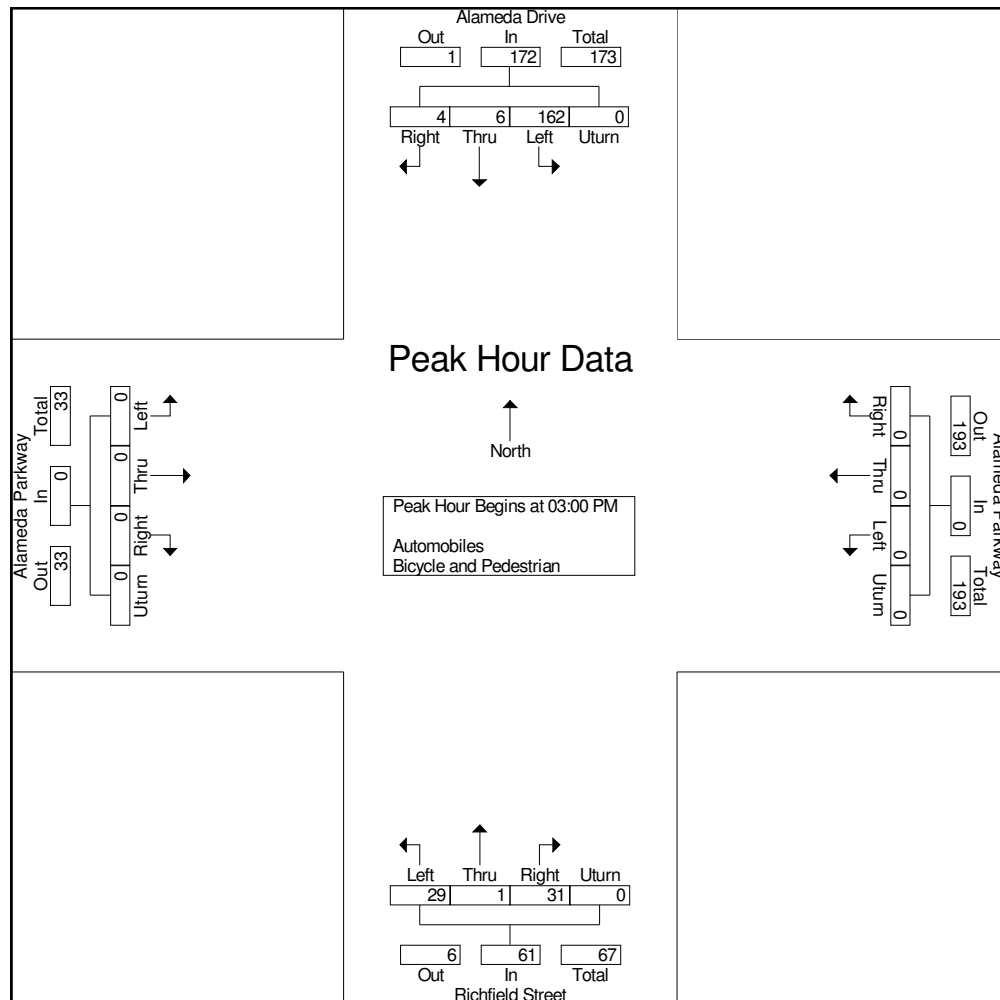 Alameda Drive
Out In Total
1 172 173
4 6 162 0
Right Thru Left Uturn
Peak Hour Data
North
Peak Hour Begins at 03:00 PM
Automobiles
Bicycle and Pedestrian
Alameda Parkway
Total In Out
33 0 33
0 0 0 0
Left Thru Right Uturn
Right Thru Left Uturn
0 0 0 0
193 0 193
Out In Total
Alameda Parkway
Left Thru Right Uturn
29 1 31 0
6 61 67
Out In Total
Richfield Street